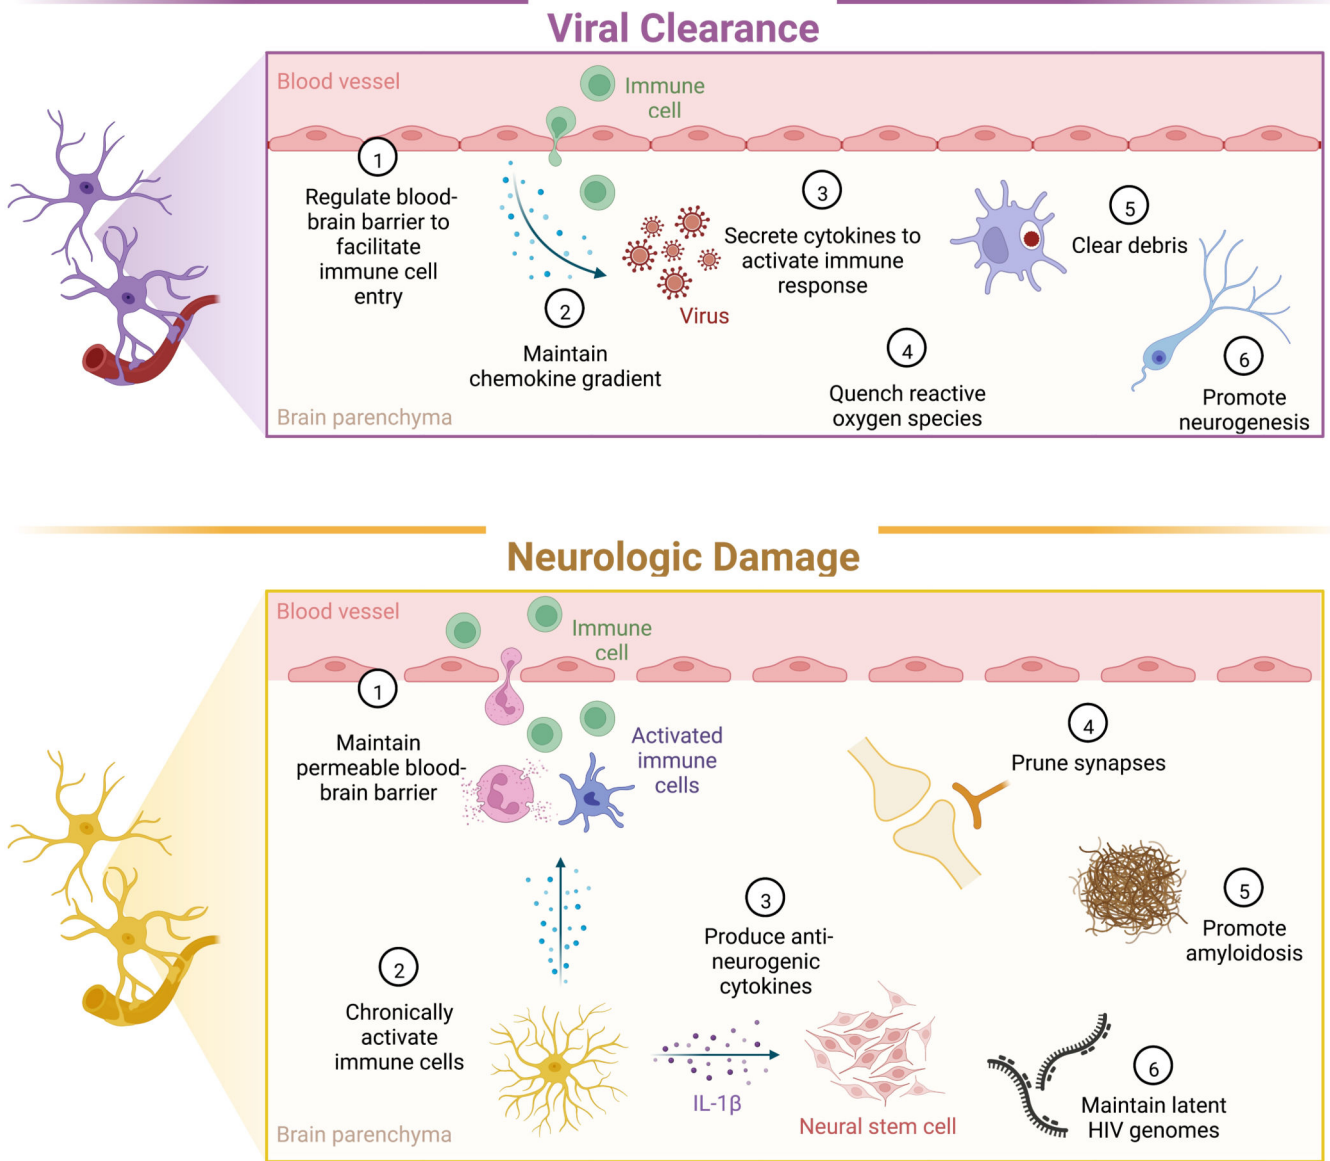 Viral Clearance
Blood vessel
Immune
cell
1
Regulate blood-
brain barrier to
facilitate
immune cell
entry
2
Maintain
chemokine gradient
Virus
3
Secrete cytokines to
activate immune
response
4
Quench reactive
oxygen species
5
Clear debris
6
Promote
neurogenesis
Brain parenchyma
Neurologic Damage
Blood vessel
Immune
cell
1
Maintain
permeable blood-
brain barrier
Activated
immune
cells
2
Chronically
activate
immune cells
3
Produce anti-
neurogenic
cytokines
IL-1β
Neural stem cell
4
Prune synapses
5
Promote
amyloidosis
6
Maintain latent
HIV genomes
Brain parenchyma